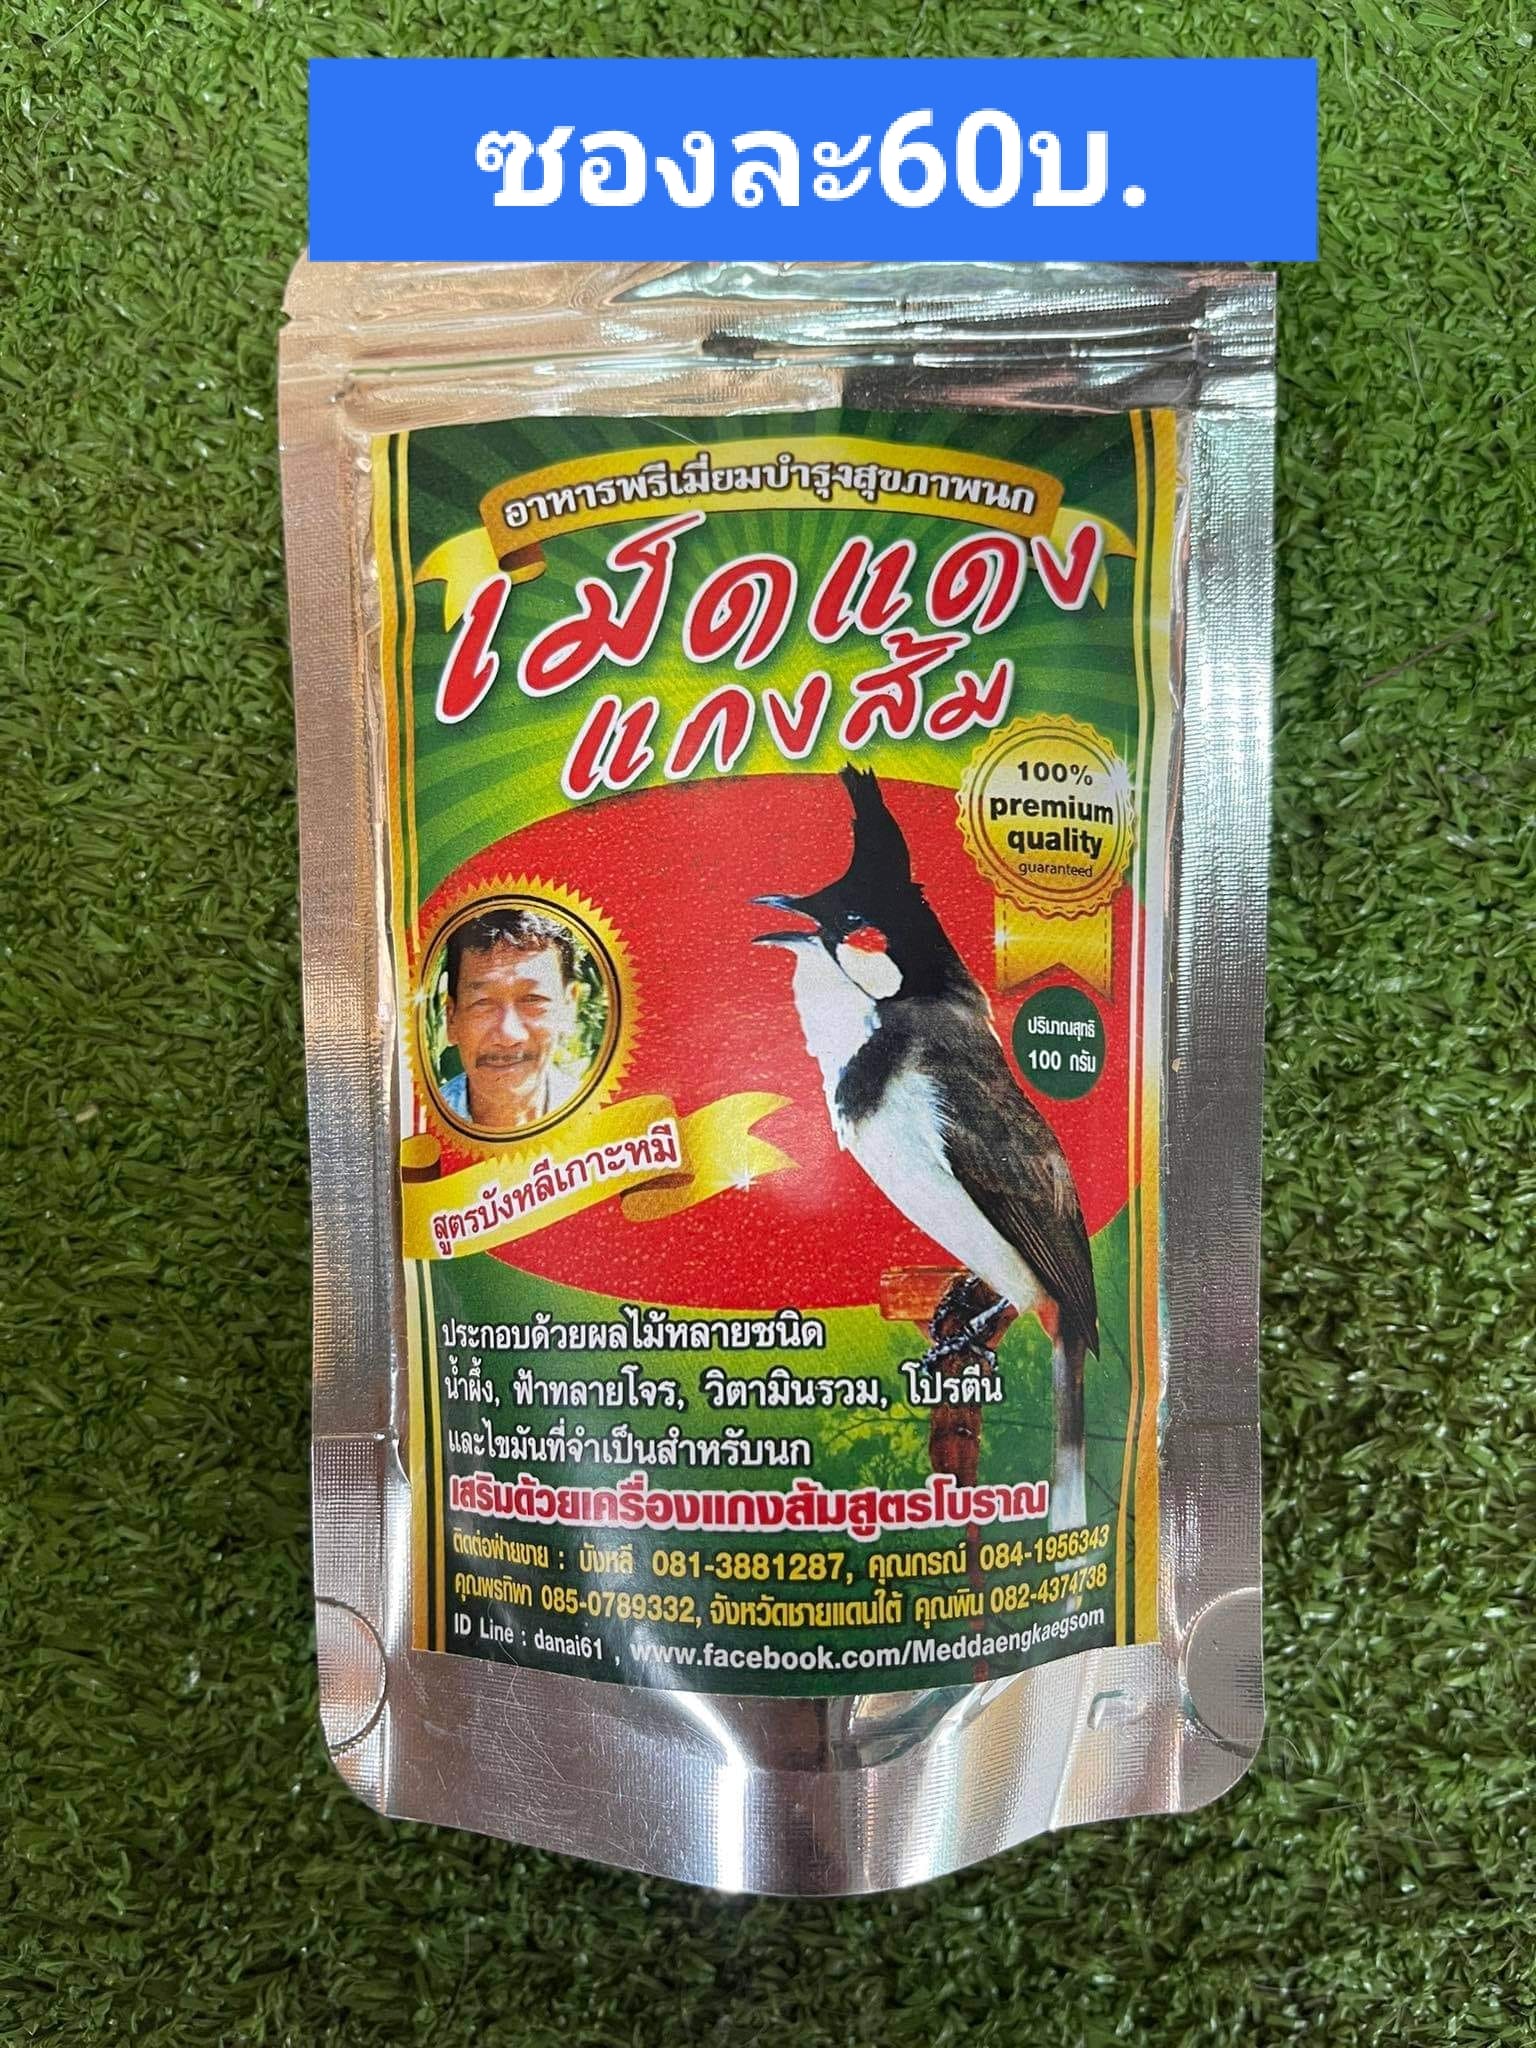 ซองละ60บ.
อาหารพรีเมี่ยมบำรุงสุขภาพนก
เม็ดแดง
แกงส้ม
100%
premium
quality
guaranteed
ปริมาณสุทธิ
100 กรัม
สูตรบังหลีเกาะหมี
ประกอบด้วยผลไม้หลายชนิด
น้ำผึ้ง, ฟ้าทลายโจร, วิตามินรวม, โปรตีน
และไขมันที่จำเป็นสำหรับนก
เสริมด้วยเครื่องแกงส้มสูตรโบราณ
ติดต่อฝ่ายขาย : บังหลี 081-3881287, คุณกรณ์ 084-1956343
คุณพรทิพา 085-0789332, จังหวัดชายแดนใต้ คุณพิน 082-4374738
ID Line : danai61 , www.facebook.com/Meddaengkaegsom